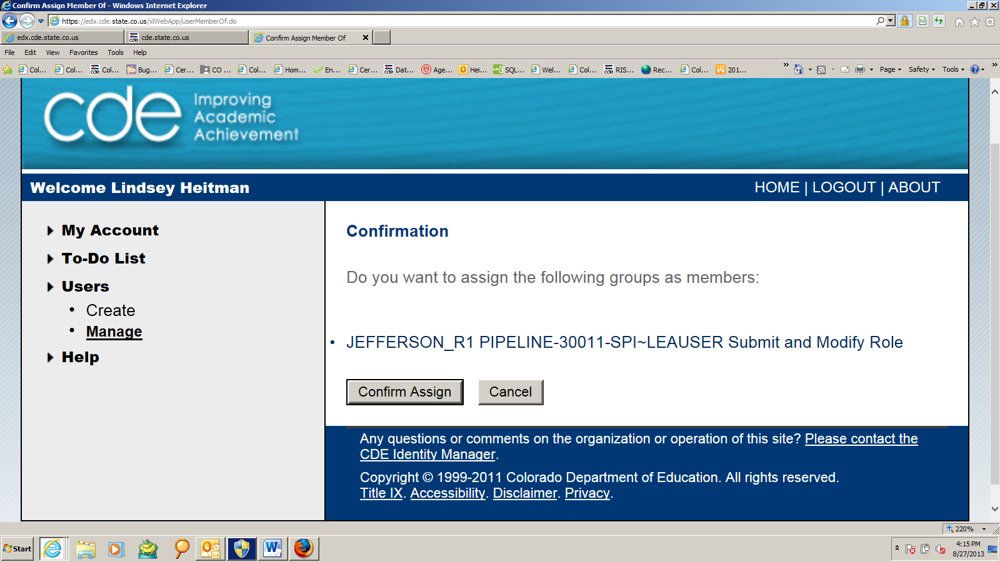 Confirm Assign Member Of - Windows Internet Explorer
https://edx.cde.state.co.us/xlWebApp/userMemberOf.do
edx.cde.state.co.us
cde.state.co.us
Confirm Assign Member Of
File Edit View Favorites Tools Help
Col... Col... Col... Bug... Cer... CO ... Col... Hom... En... Cer... Dat... Age... Hei... SQL... Wel... Col... RIS... Rec... Col... 201... » Page Safety Tools »
cde Improving
Academic
Achievement
Welcome Lindsey Heitman
HOME | LOGOUT | ABOUT
My Account
To-Do List
Users
• Create
• Manage
Help
Confirmation
Do you want to assign the following groups as members:
• JEFFERSON_R1 PIPELINE-30011-SPI~LEAUSER Submit and Modify Role
Confirm Assign Cancel
Any questions or comments on the organization or operation of this site? Please contact the
CDE Identity Manager.
Copyright © 1999-2011 Colorado Department of Education. All rights reserved.
Title IX. Accessibility. Disclaimer. Privacy.
220%
Start
4:15 PM
8/27/2013